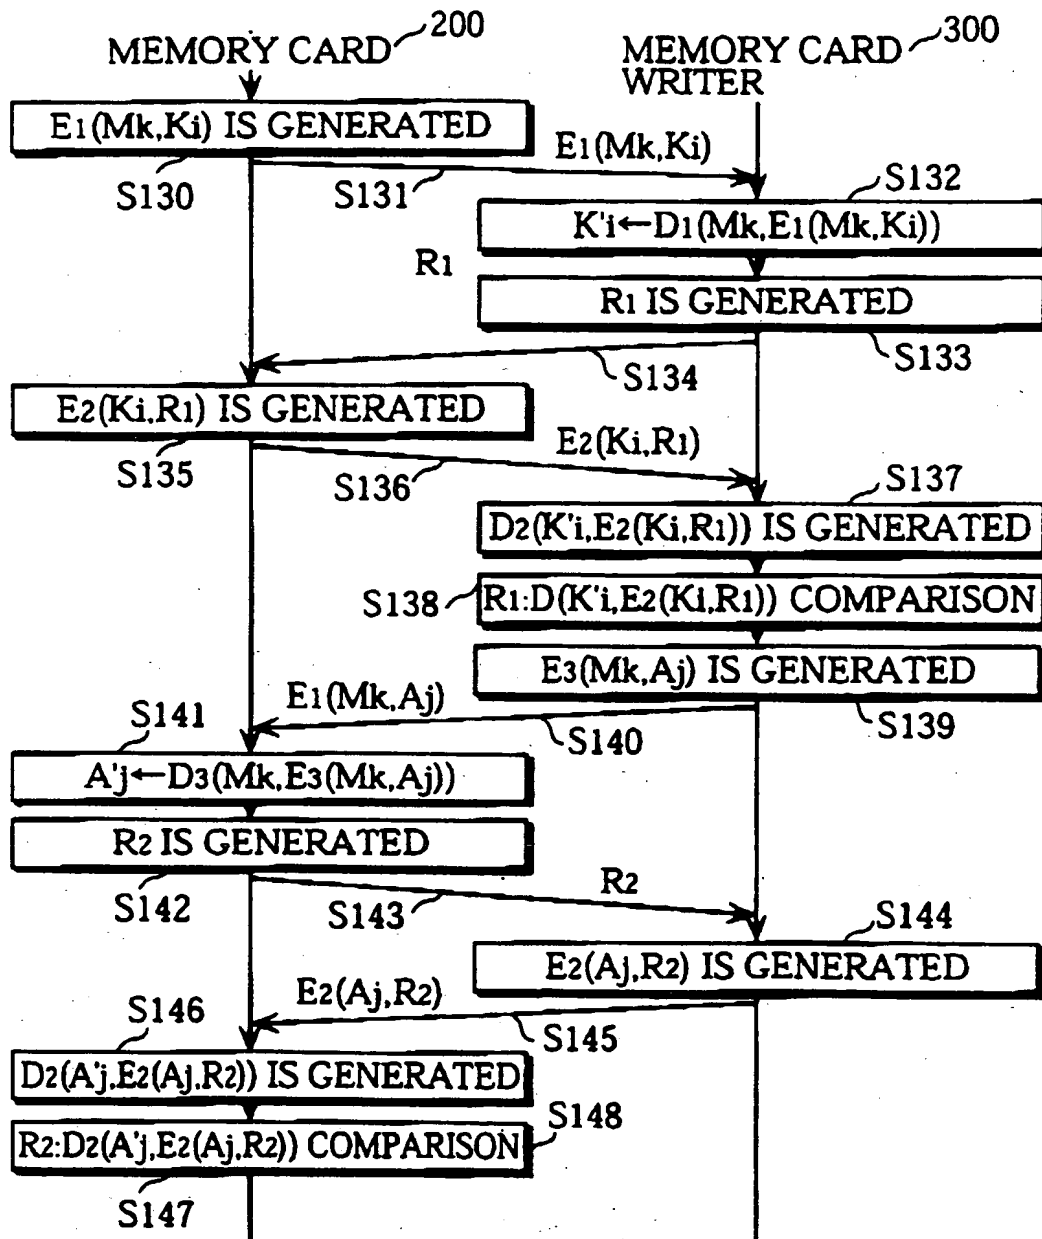 MEMORY CARD 200
MEMORY CARD WRITER 300
E1(Mk,Ki) IS GENERATED
S130
E1(Mk,Ki)
S131
S132
K'i←D1(Mk,E1(Mk,Ki))
R1
R1 IS GENERATED
S133
S134
E2(Ki,R1) IS GENERATED
S135
E2(Ki,R1)
S136
S137
D2(K'i,E2(Ki,R1)) IS GENERATED
S138
R1:D(K'i,E2(Ki,R1)) COMPARISON
E3(Mk,Aj) IS GENERATED
S139
E1(Mk,Aj)
S140
S141
A'j←D3(Mk,E3(Mk,Aj))
R2 IS GENERATED
S142
R2
S143
S144
E2(Aj,R2) IS GENERATED
E2(Aj,R2)
S145
S146
D2(A'j,E2(Aj,R2)) IS GENERATED
S148
R2:D2(A'j,E2(Aj,R2)) COMPARISON
S147